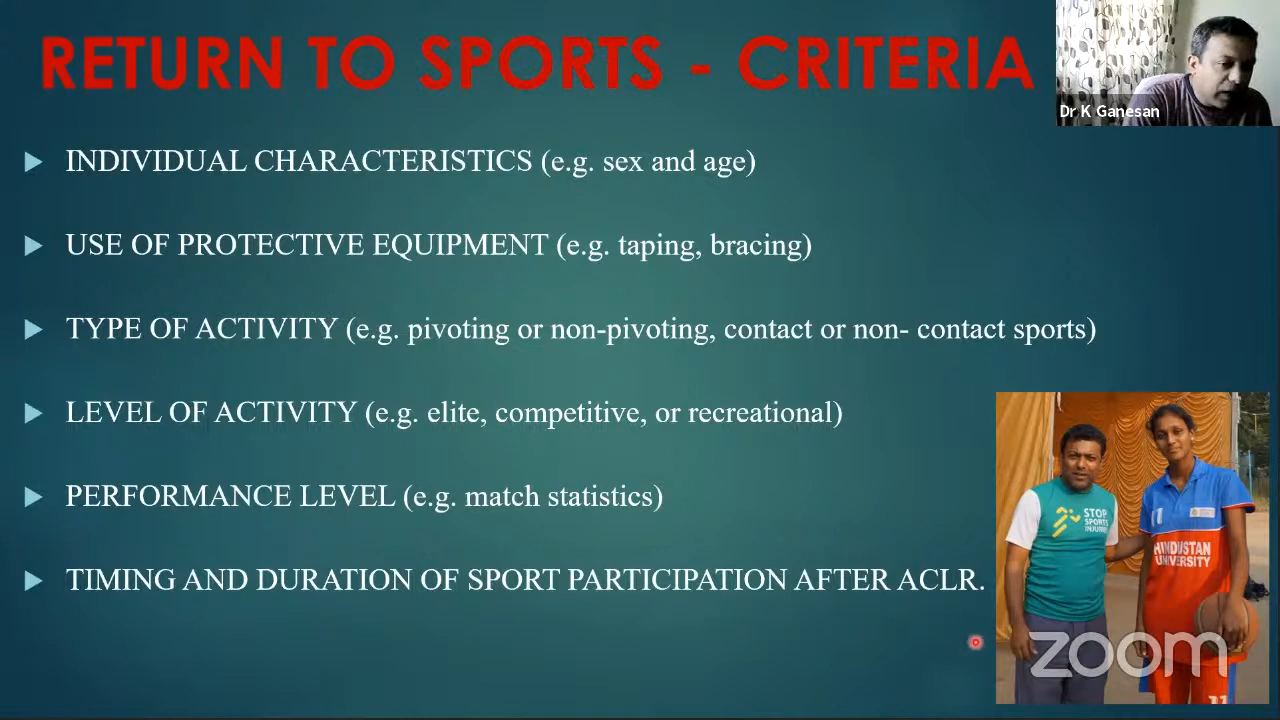 RETURN TO SPORTS - CRITERIA
Dr K Ganesan
INDIVIDUAL CHARACTERISTICS (e.g. sex and age)
USE OF PROTECTIVE EQUIPMENT (e.g. taping, bracing)
TYPE OF ACTIVITY (e.g. pivoting or non-pivoting, contact or non- contact sports)
LEVEL OF ACTIVITY (e.g. elite, competitive, or recreational)
PERFORMANCE LEVEL (e.g. match statistics)
TIMING AND DURATION OF SPORT PARTICIPATION AFTER ACLR.
STOP
SPORTS
HINDUSTAN
UNIVERSITY
zoom
11